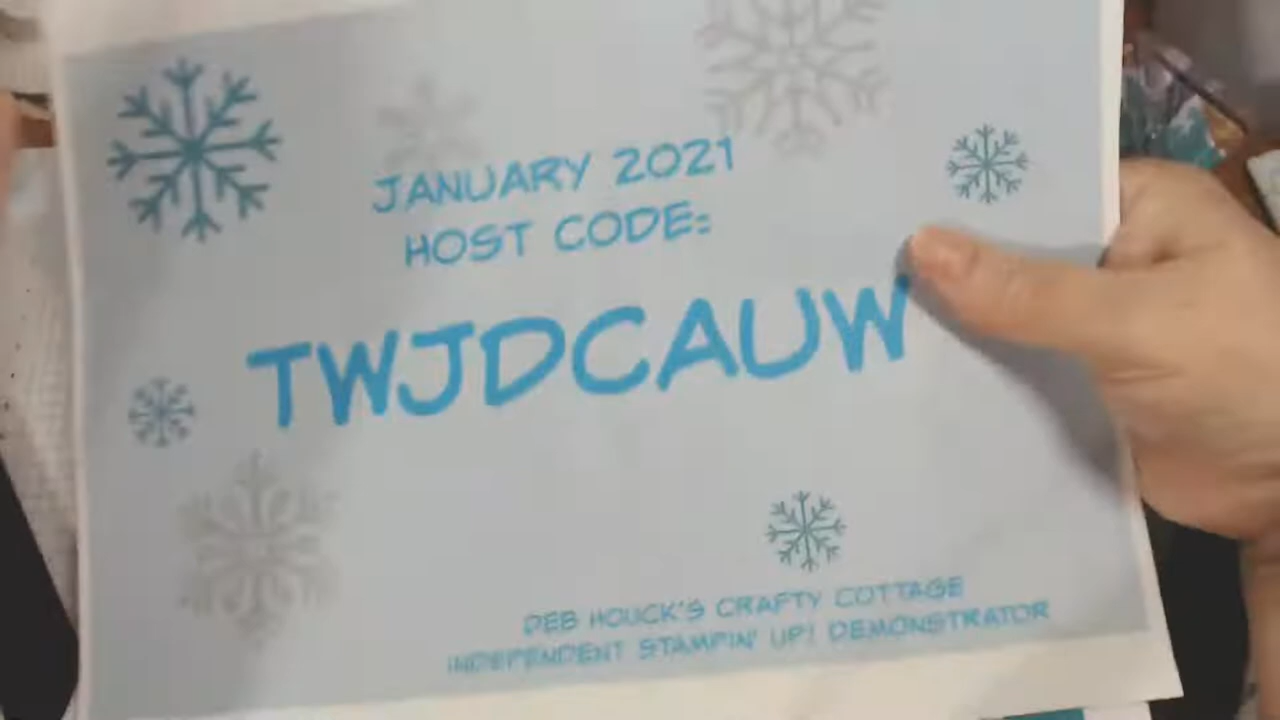 JANUARY 2021
HOST CODE:
TWJDCAUW
DEB HOUCK'S CRAFTY COTTAGE
INDEPENDENT STAMPIN' UP! DEMONSTRATOR